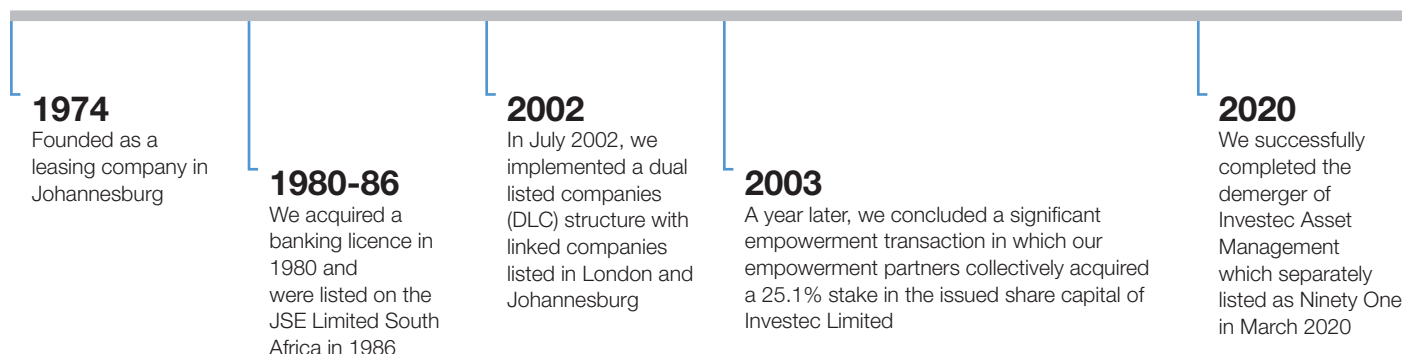 1974
Founded as a
leasing company in
Johannesburg
1980-86
We acquired a
banking licence in
1980 and
were listed on the
JSE Limited South
Africa in 1986
2002
In July 2002, we
implemented a dual
listed companies
(DLC) structure with
linked companies
listed in London and
Johannesburg
2003
A year later, we concluded a significant
empowerment transaction in which our
empowerment partners collectively acquired
a 25.1% stake in the issued share capital of
Investec Limited
2020
We successfully
completed the
demerger of
Investec Asset
Management
which separately
listed as Ninety One
in March 2020